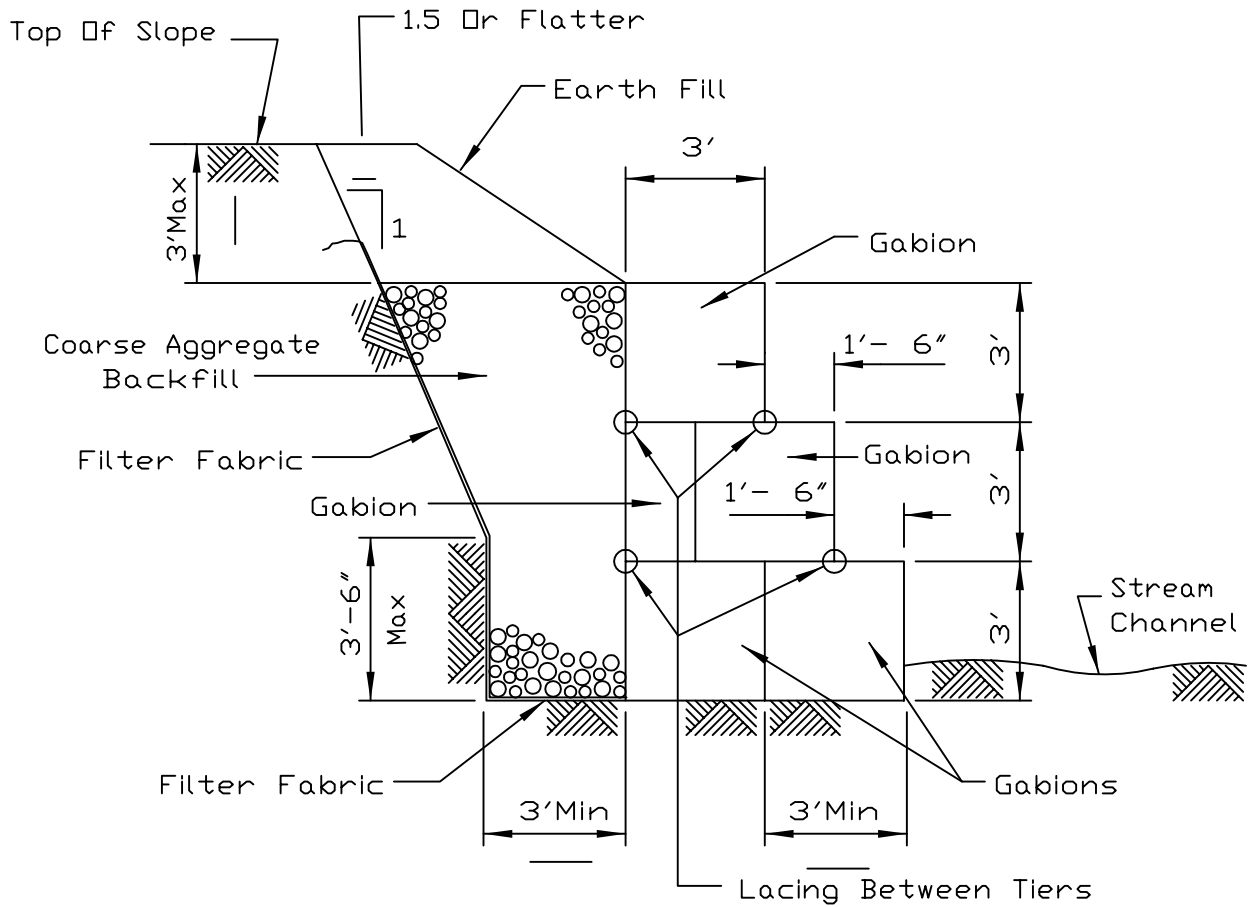 Top Of Slope
1.5 Or Flatter
Earth Fill
3'
3'Max
1
Gabion
Coarse Aggregate
Backfill
1'- 6"
3'
Filter Fabric
Gabion
Gabion
1'- 6"
3'
3'-6"
Max
Stream
Channel
3'
Filter Fabric
3'Min
3'Min
Gabions
Lacing Between Tiers